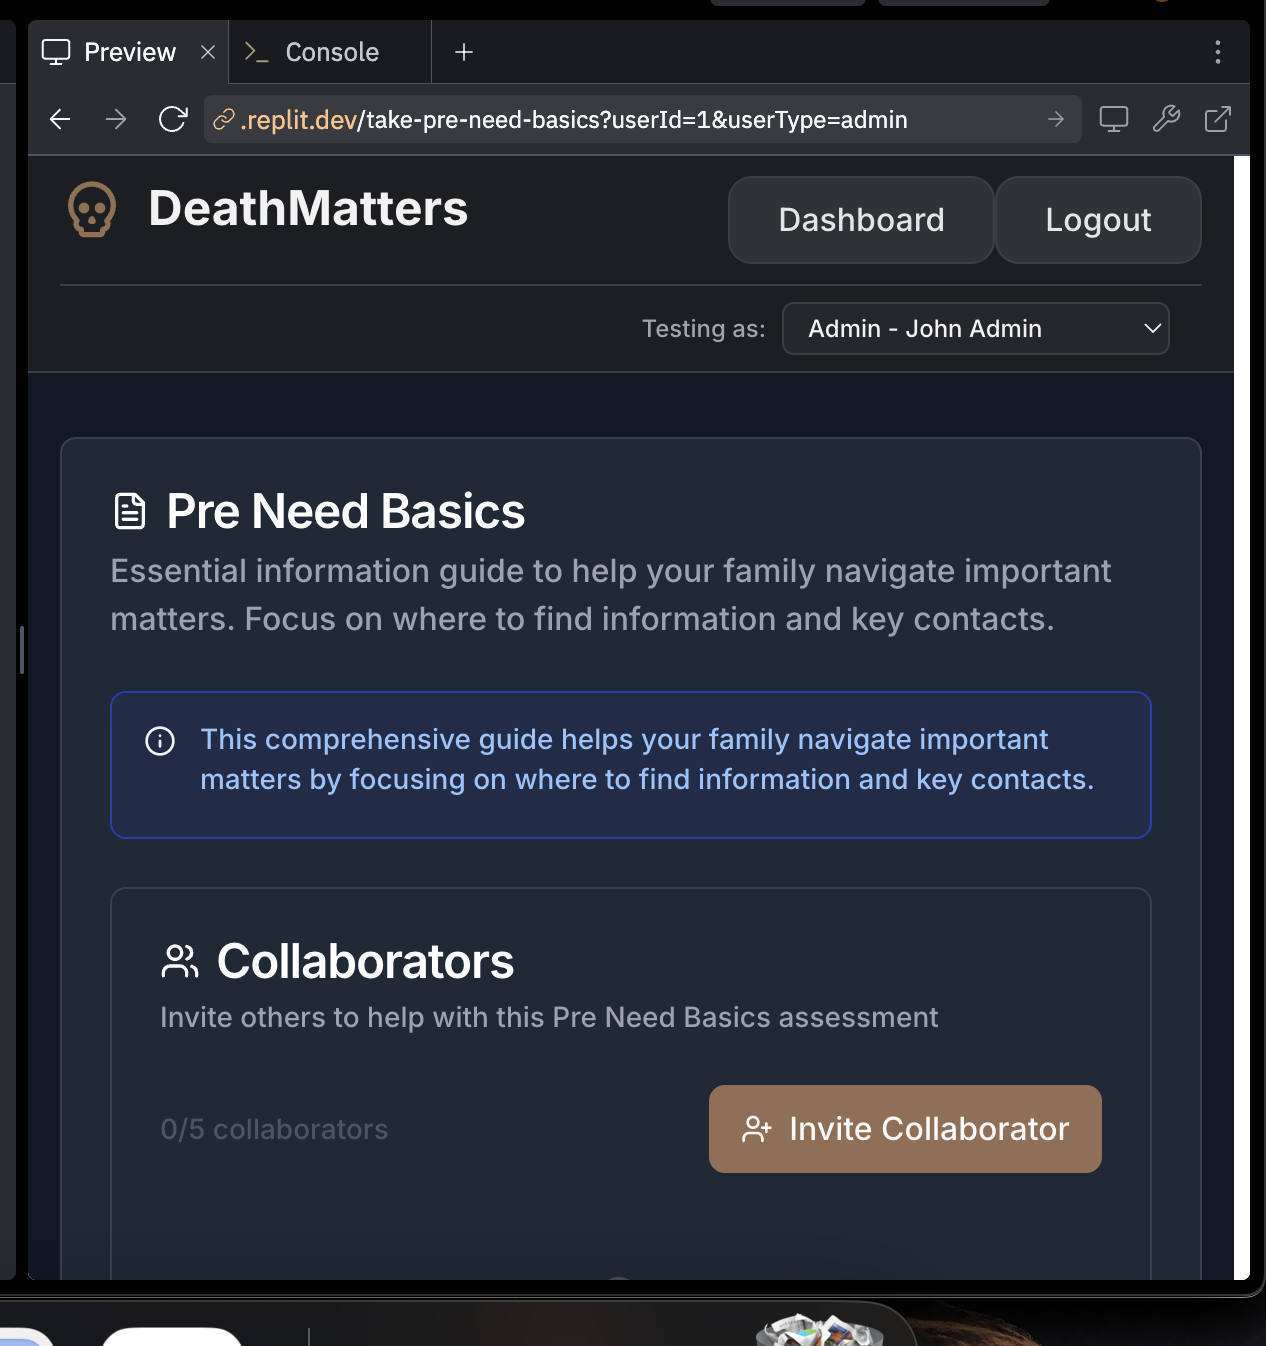 Preview
Console
.replit.dev/take-pre-need-basics?userId=1&userType=admin
DeathMatters
Dashboard
Logout
Testing as:
Admin - John Admin
Pre Need Basics
Essential information guide to help your family navigate important
matters. Focus on where to find information and key contacts.
This comprehensive guide helps your family navigate important
matters by focusing on where to find information and key contacts.
Collaborators
Invite others to help with this Pre Need Basics assessment
0/5 collaborators
Invite Collaborator